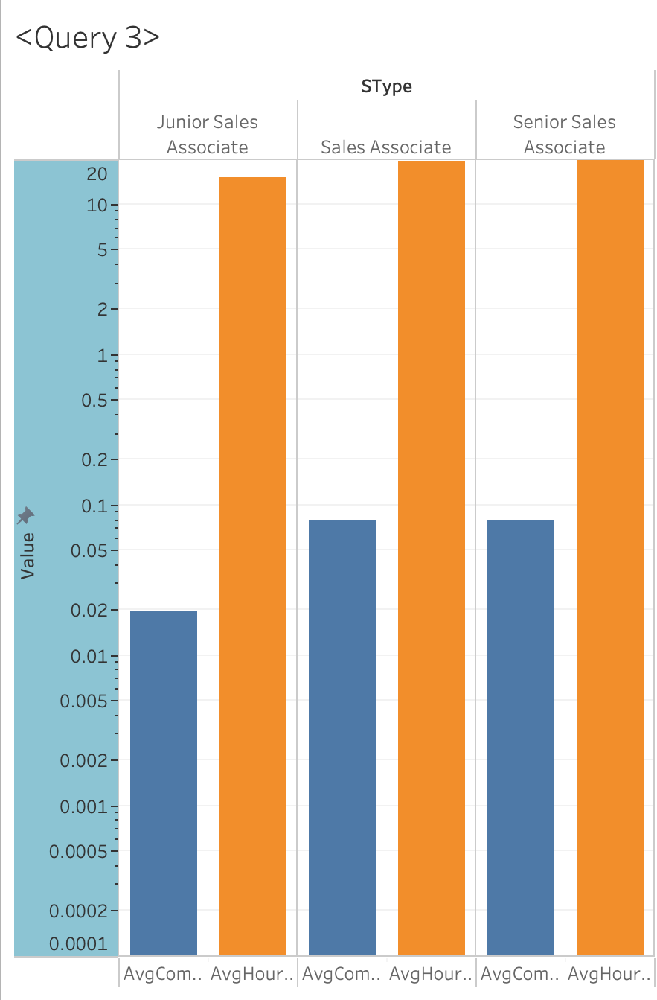 <Query 3>
SType
Junior Sales
Associate
Sales Associate
Senior Sales
Associate
20
10
5
2
1
0.5
0.2
0.1
0.05
0.02
0.01
0.005
0.002
0.001
0.0005
0.0002
0.0001
Value
AvgCom.. AvgHour.. AvgCom.. AvgHour.. AvgCom.. AvgHour..